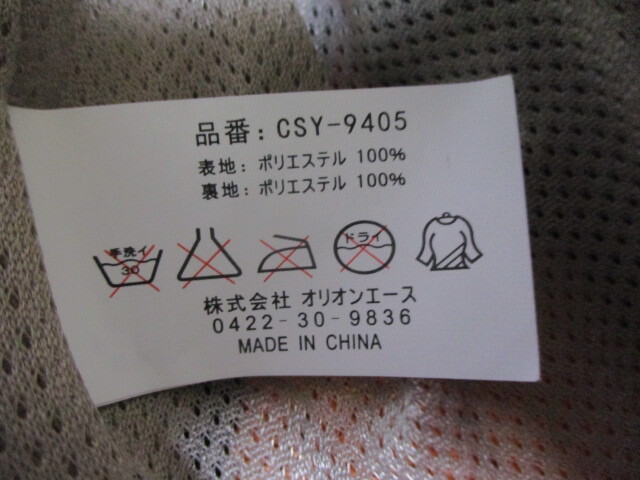 品番: CSY-9405
表地: ポリエステル 100%
裏地: ポリエステル 100%
手洗イ
30
ドライ
株式会社 オリオンエース
0422-30-9836
MADE IN CHINA